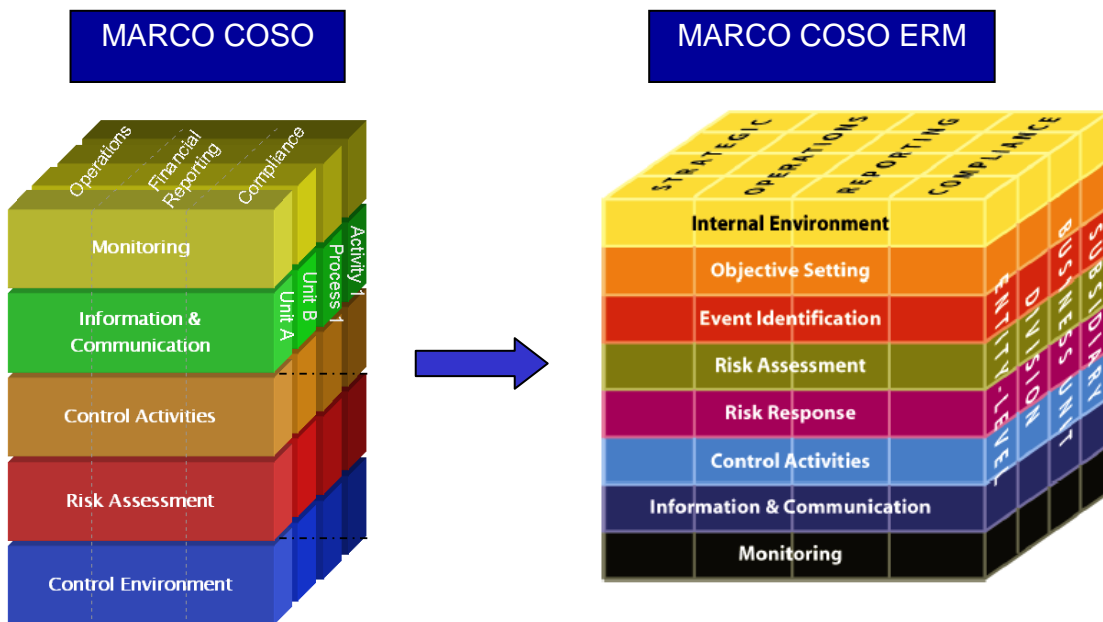 MARCO COSO
Operations
Financial
Reporting
Compliance
Monitoring
Information &
Communication
Control Activities
Risk Assessment
Control Environment
Unit A
Unit B
Process 1
Activity 1
MARCO COSO ERM
STRATEGIC
OPERATIONS
REPORTING
COMPLIANCE
Internal Environment
Objective Setting
Event Identification
Risk Assessment
Risk Response
Control Activities
Information & Communication
Monitoring
ENTITY-LEVEL
DIVISION
BUSINESS UNIT
SUBSIDIARY